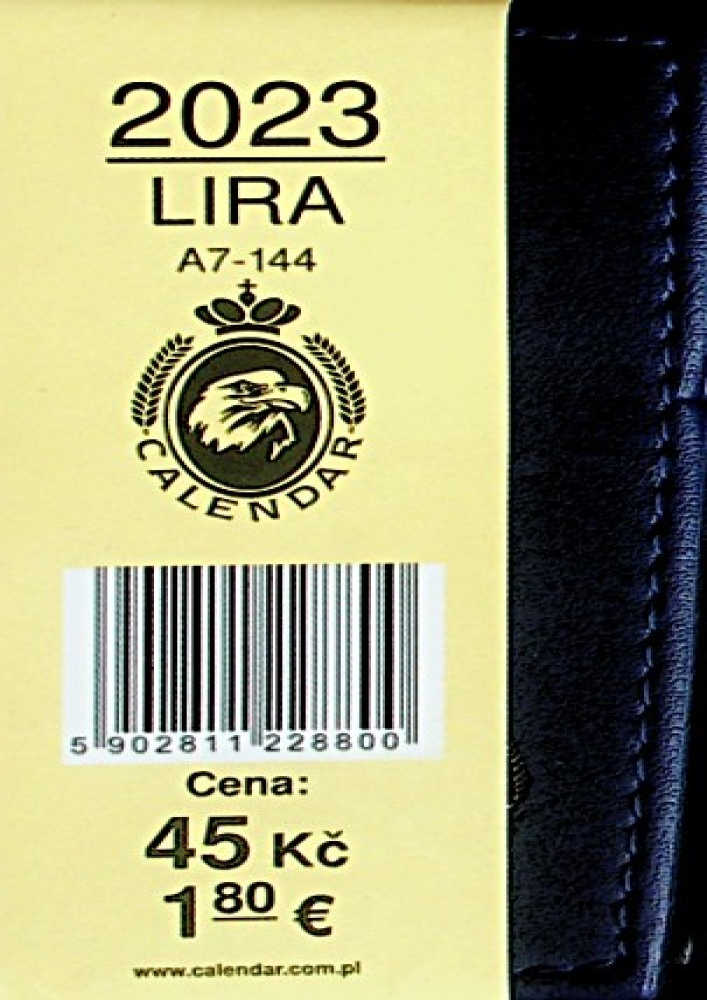 2023
LIRA
A7-144
CALENDAR
5 902811 228800
Cena:
45 Kč
1 80 €
www.calendar.com.pl